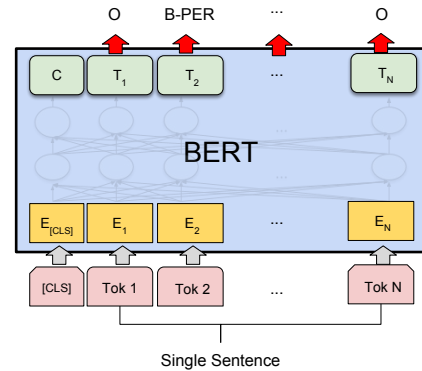 O B-PER ... O
C T1 T2 ... TN
...
BERT
...
E[CLS] E1 E2 ... EN
[CLS] Tok 1 Tok 2 ... Tok N
Single Sentence